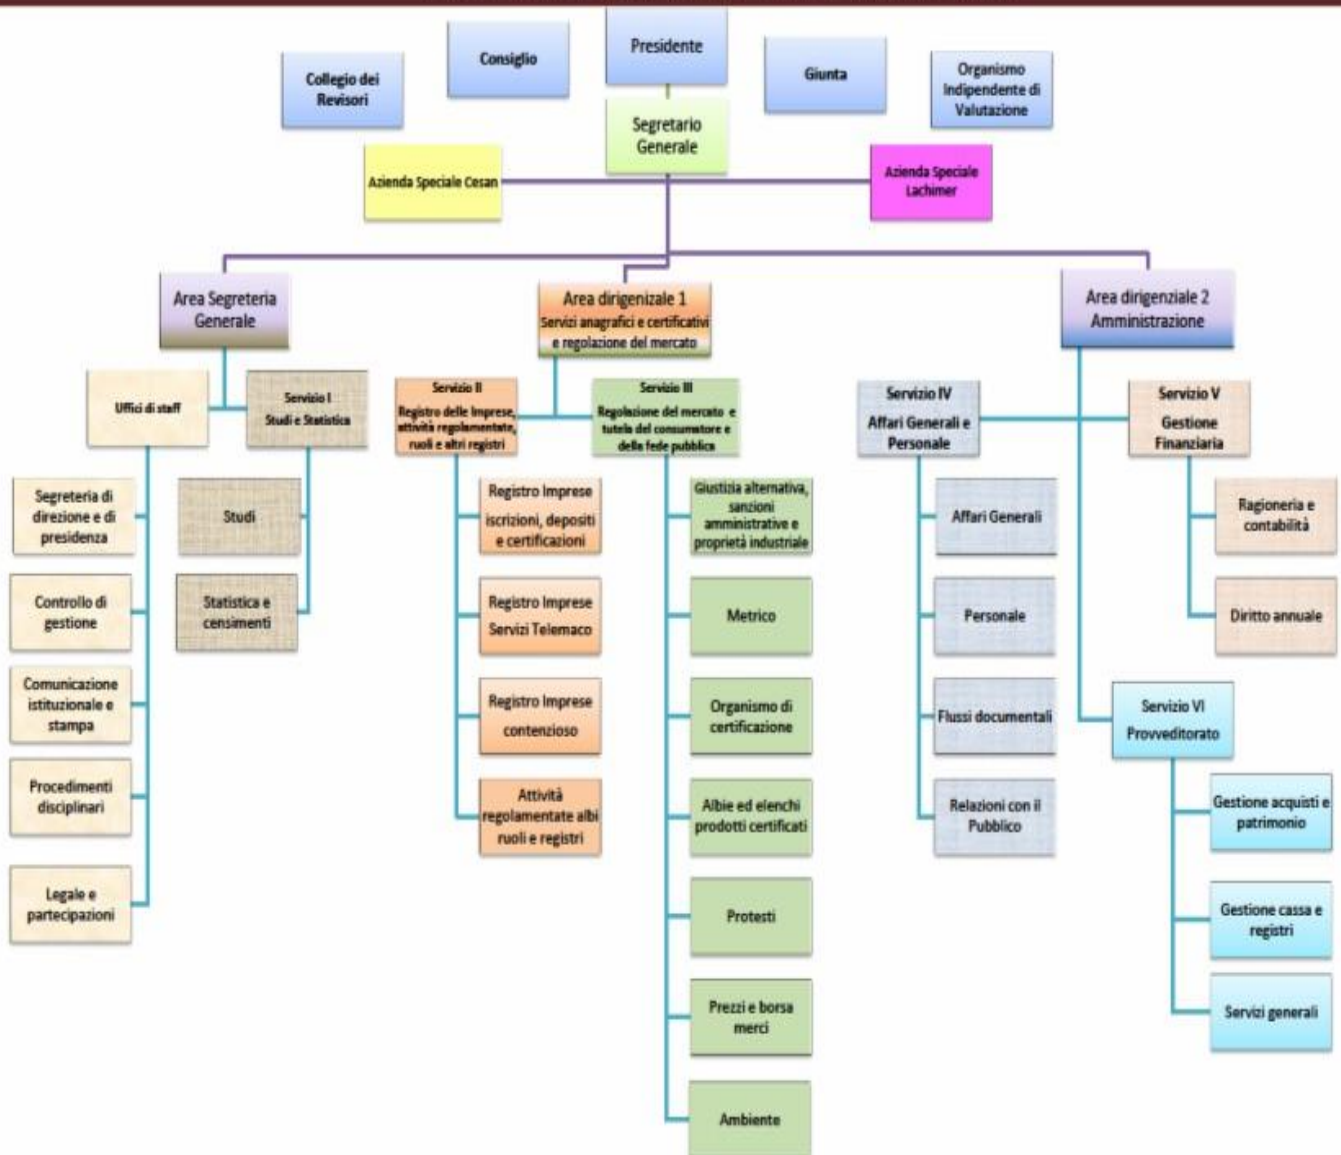 Presidente
Consiglio
Giunta
Collegio dei
Revisori
Organismo
Indipendente di
Valutazione
Segretario
Generale
Azienda Speciale Cesan
Azienda Speciale
Lachimer
Area Segreteria
Generale
Area dirigenizale 1
Servizi anagrafici e certificativi
e regolazione del mercato
Area dirigenziale 2
Amministrazione
Uffici di staff
Servizio I
Studi e Statistica
Servizio II
Registro delle Imprese,
attività regolamentate,
ruoli e altri registri
Servizio III
Regolazione del mercato e
tutela del consumatore e
della fede pubblica
Servizio IV
Affari Generali e
Personale
Servizio V
Gestione
Finanziaria
Segreteria di
direzione e di
presidenza
Controllo di
gestione
Comunicazione
istituzionale e
stampa
Procedimenti
disciplinari
Legale e
partecipazioni
Studi
Statistica e
censimenti
Registro Imprese
iscrizioni, depositi
e certificazioni
Registro Imprese
Servizi Telemaco
Registro Imprese
contenzioso
Attività
regolamentate albi
ruoli e registri
Giustizia alternativa,
sanzioni
amministrative e
proprietà industriale
Metrico
Organismo di
certificazione
Albie ed elenchi
prodotti certificati
Protesti
Prezzi e borsa
merci
Ambiente
Affari Generali
Personale
Flussi documentali
Relazioni con il
Pubblico
Ragioneria e
contabilità
Diritto annuale
Servizio VI
Provveditorato
Gestione acquisti e
patrimonio
Gestione cassa e
registri
Servizi generali